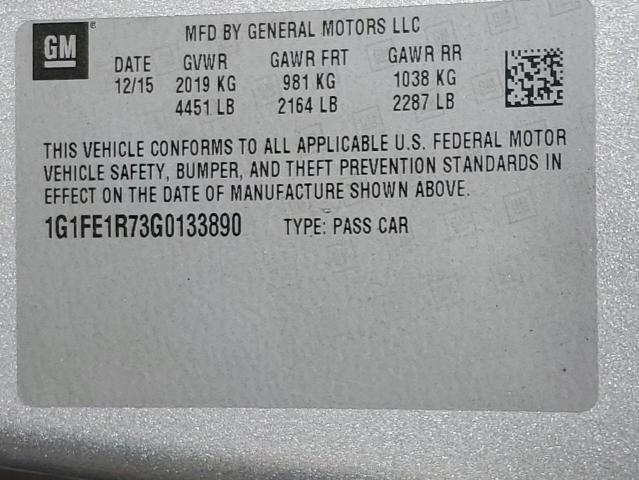 GM®
MFD BY GENERAL MOTORS LLC
DATE GVWR GAWR FRT GAWR RR
12/15 2019 KG 981 KG 1038 KG
4451 LB 2164 LB 2287 LB
THIS VEHICLE CONFORMS TO ALL APPLICABLE U.S. FEDERAL MOTOR
VEHICLE SAFETY, BUMPER, AND THEFT PREVENTION STANDARDS IN
EFFECT ON THE DATE OF MANUFACTURE SHOWN ABOVE.
1G1FE1R73G0133890 TYPE: PASS CAR